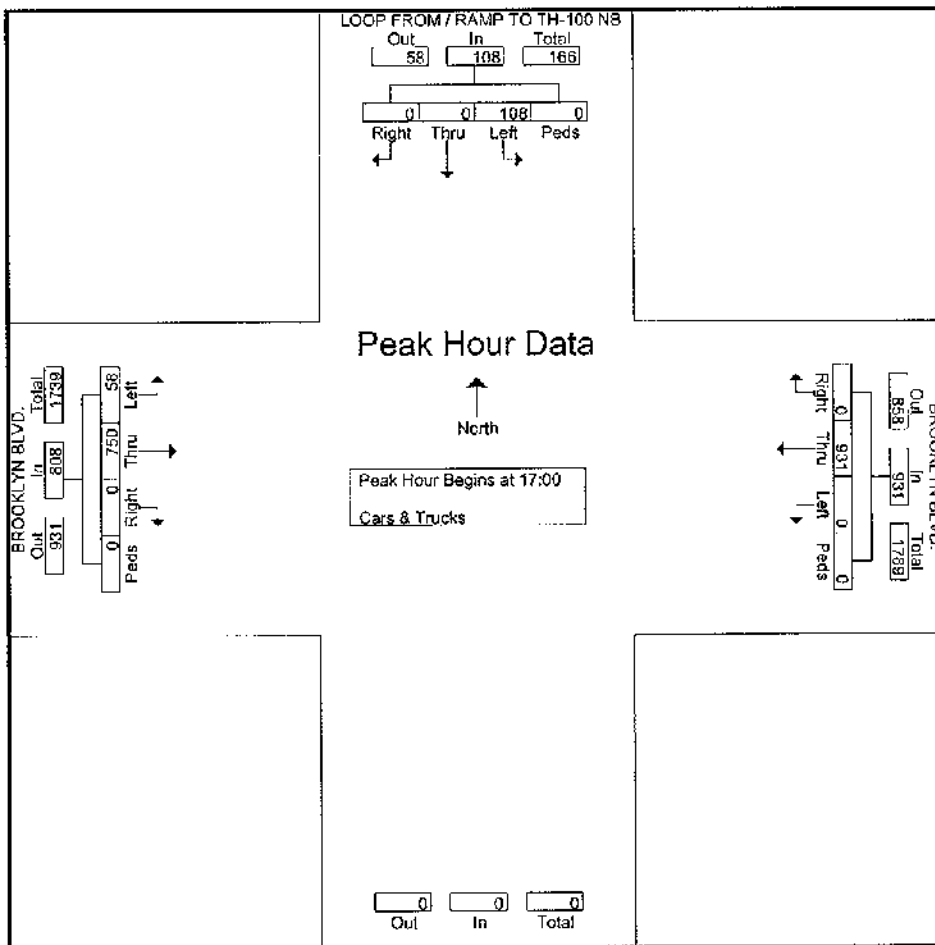 LOOP FROM / RAMP TO TH-100 NB
Out In Total
58 108 166
0 0 108 0
Right Thru Left Peds
Peak Hour Data
North
Peak Hour Begins at 17:00
Cars & Trucks
BROOKLYN BLVD.
Total In Out
1739 808 931
58 750 0 0
Left Thru Right Peds
BROOKLYN BLVD.
Out In Total
858 931 1789
0 931 0 0
Right Thru Left Peds
0 0 0
Out In Total